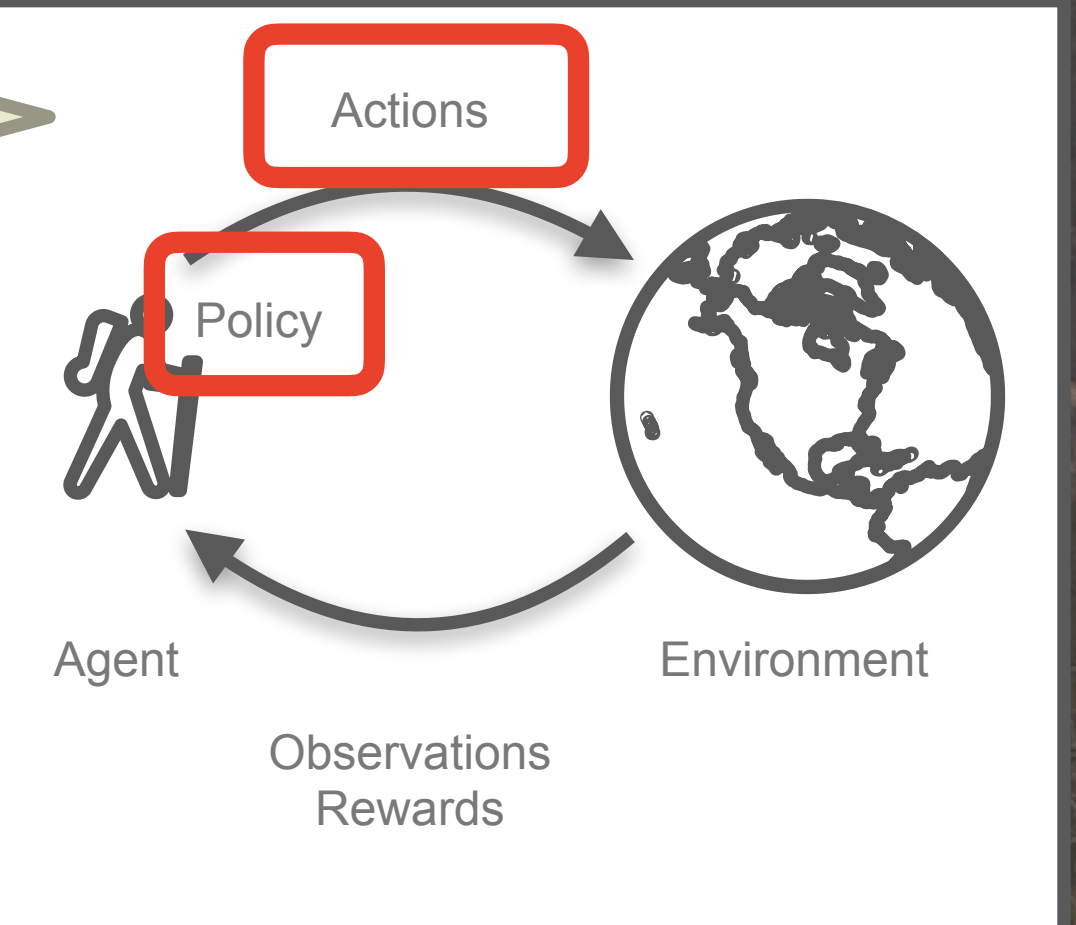 Actions
Policy
Agent
Environment
Observations
Rewards